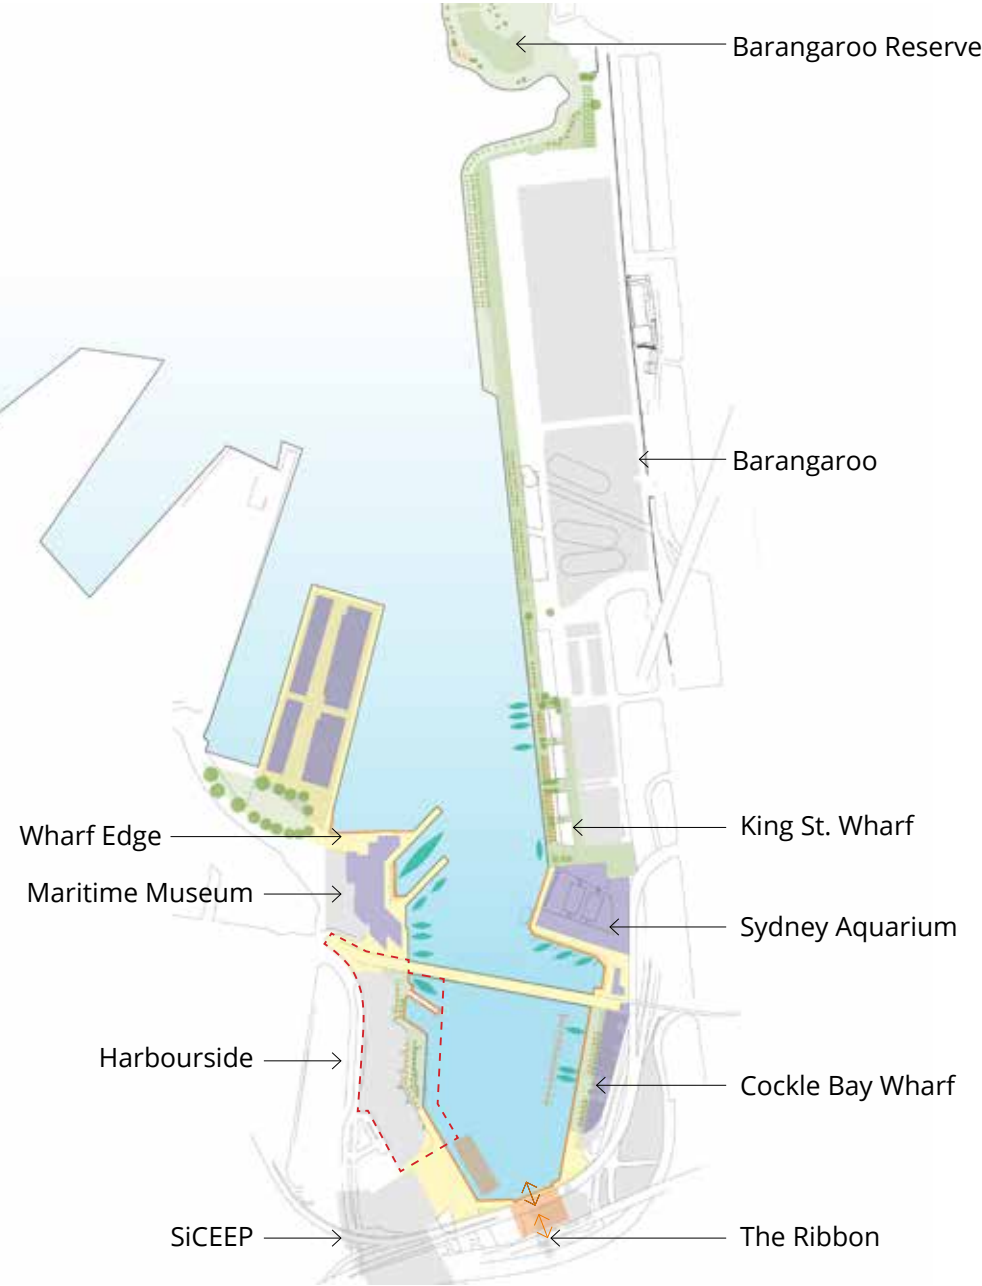 Barangaroo Reserve
Barangaroo
Wharf Edge
King St. Wharf
Maritime Museum
Sydney Aquarium
Harbourside
Cockle Bay Wharf
SiCEEP
The Ribbon